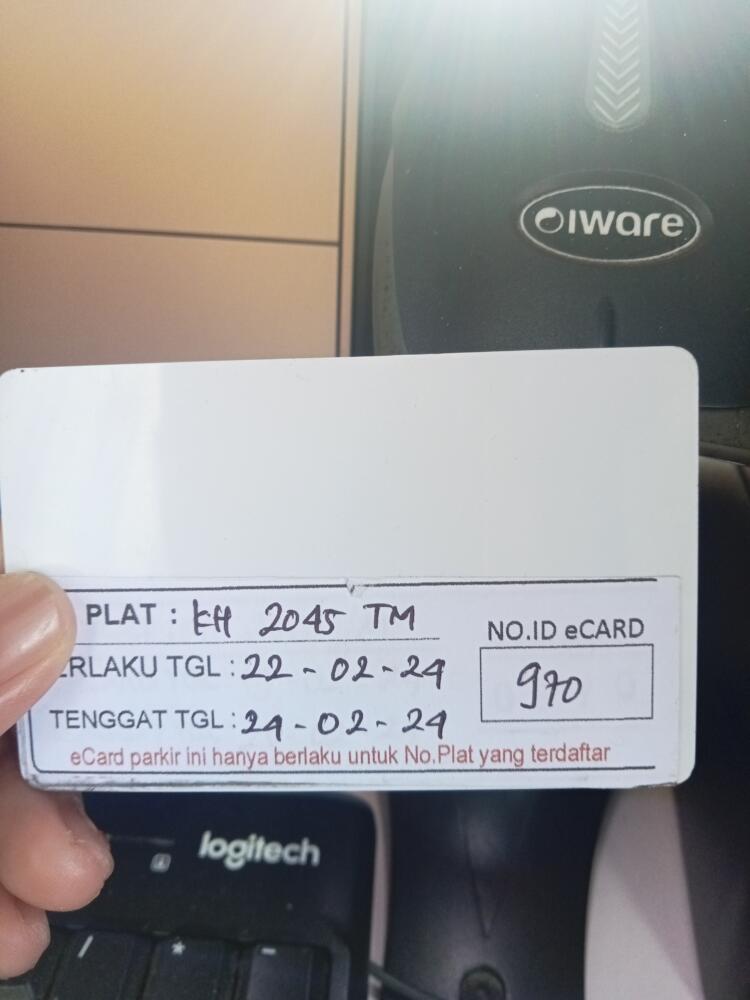 iware
PLAT : KH 2045 TM
ERLAKU TGL : 22 - 02 - 24
TENGGAT TGL : 24 - 02 - 24
NO.ID eCARD
970
eCard parkir ini hanya berlaku untuk No.Plat yang terdaftar
logitech
/ * -